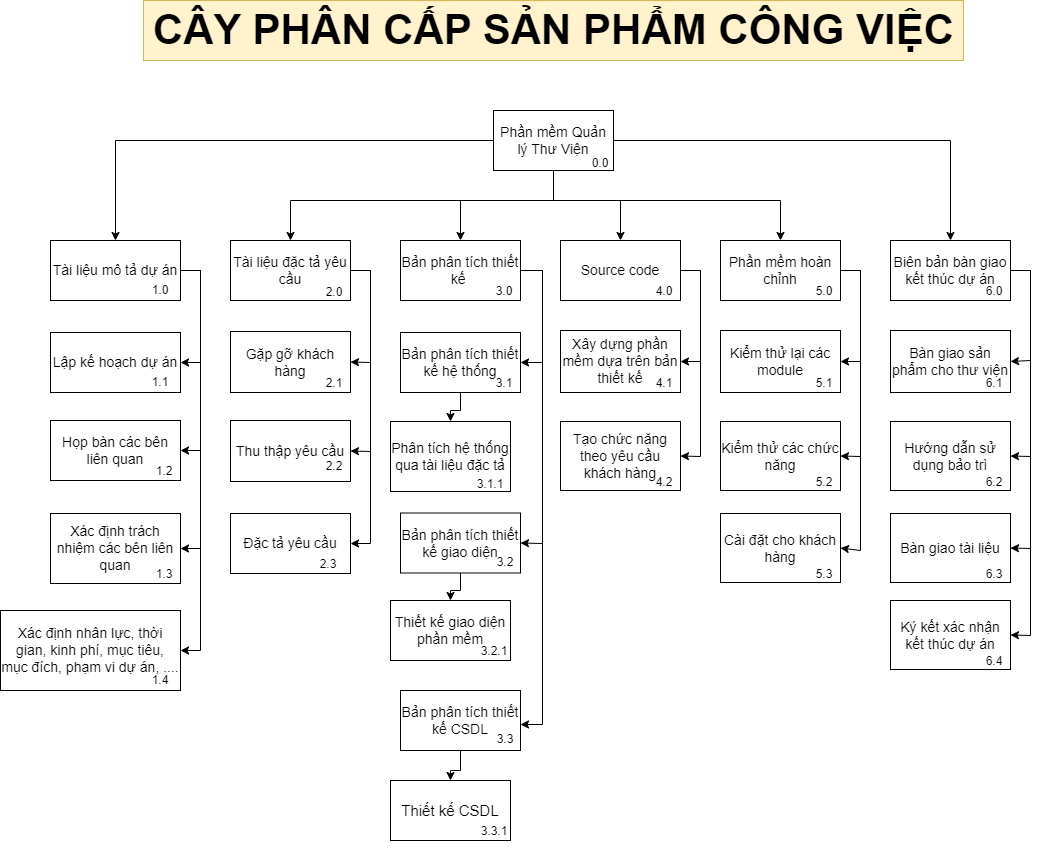 CÂY PHÂN CẤP SẢN PHẨM CÔNG VIỆC
Phần mềm Quản
lý Thư Viện
0.0
Tài liệu mô tả dự án
1.0
Lập kế hoạch dự án
1.1
Họp bàn các bên
liên quan
1.2
Xác định trách
nhiệm các bên liên
quan
1.3
Xác định nhân lực, thời
gian, kinh phí, mục tiêu,
mục đích, phạm vi dự án, ....
1.4
Tài liệu đặc tả yêu
cầu
2.0
Gặp gỡ khách
hàng
2.1
Thu thập yêu cầu
2.2
Đặc tả yêu cầu
2.3
Bản phân tích thiết
kế
3.0
Bản phân tích thiết
kế hệ thống
3.1
Phân tích hệ thống
qua tài liệu đặc tả
3.1.1
Bản phân tích thiết
kế giao diện
3.2
Thiết kế giao diện
phần mềm
3.2.1
Bản phân tích thiết
kế CSDL
3.3
Thiết kế CSDL
3.3.1
Source code
4.0
Xây dựng phần
mềm dựa trên bản
thiết kế
4.1
Tạo chức năng
theo yêu cầu
khách hàng
4.2
Phần mềm hoàn
chỉnh
5.0
Kiểm thử lại các
module
5.1
Kiểm thử các chức
năng
5.2
Cài đặt cho khách
hàng
5.3
Biên bản bàn giao
kết thúc dự án
6.0
Bàn giao sản
phẩm cho thư viện
6.1
Hướng dẫn sử
dụng bảo trì
6.2
Bàn giao tài liệu
6.3
Ký kết xác nhận
kết thúc dự án
6.4